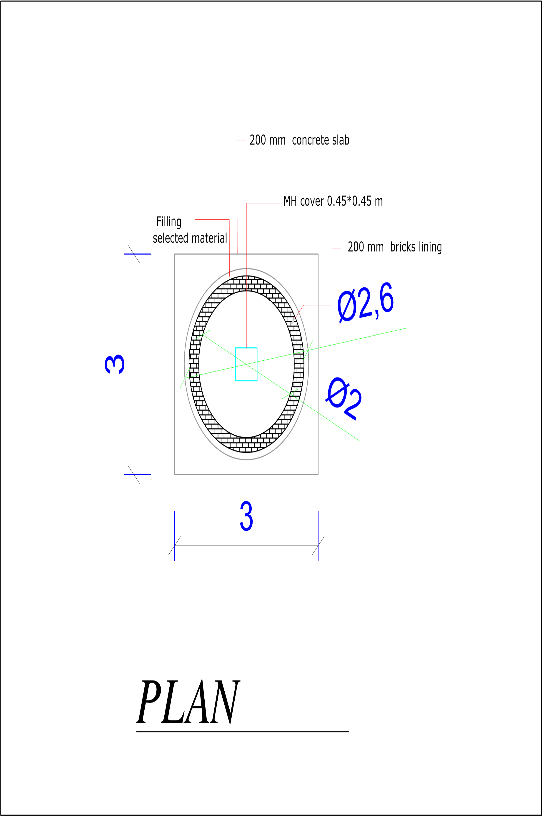 200 mm  concrete slab
MH cover 0.45*0.45 m
Filling
selected material
200 mm  bricks lining
Ø2,6
3
Ø2
3
PLAN